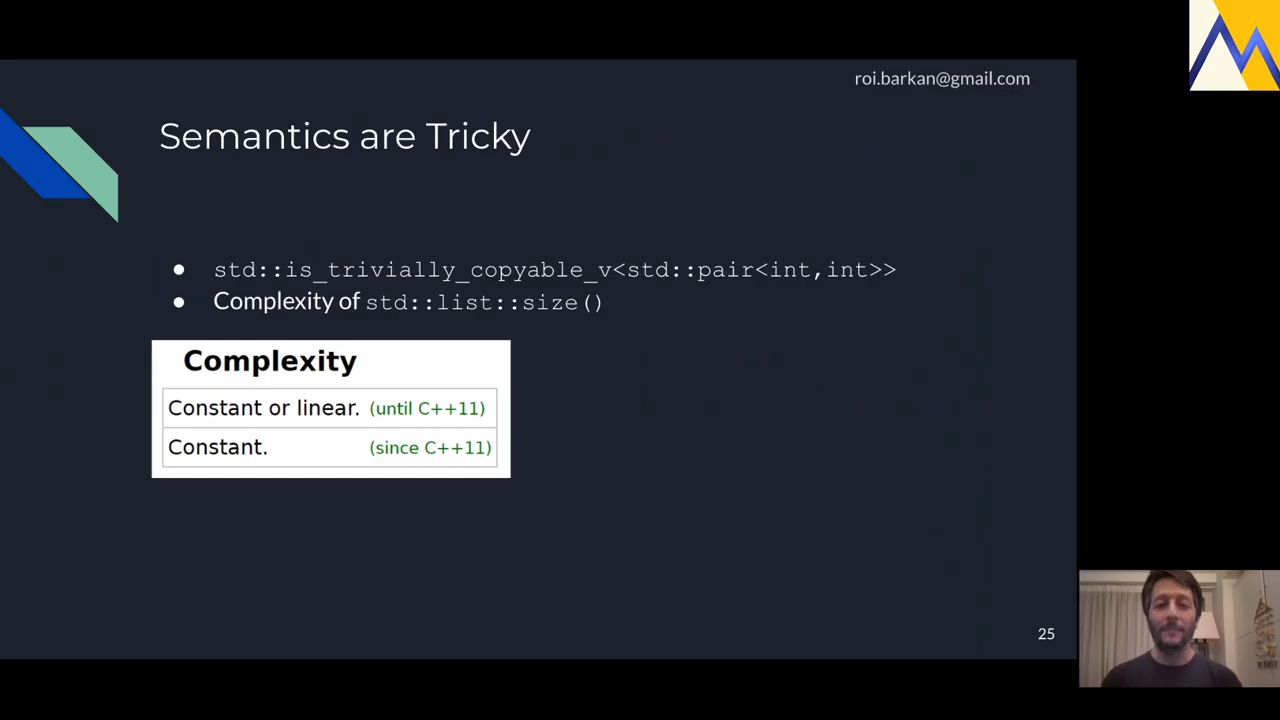 roi.barkan@gmail.com
Semantics are Tricky
● std::is_trivially_copyable_v<std::pair<int,int>>
● Complexity of std::list::size()
Complexity
Constant or linear. (until C++11)
Constant. (since C++11)
25